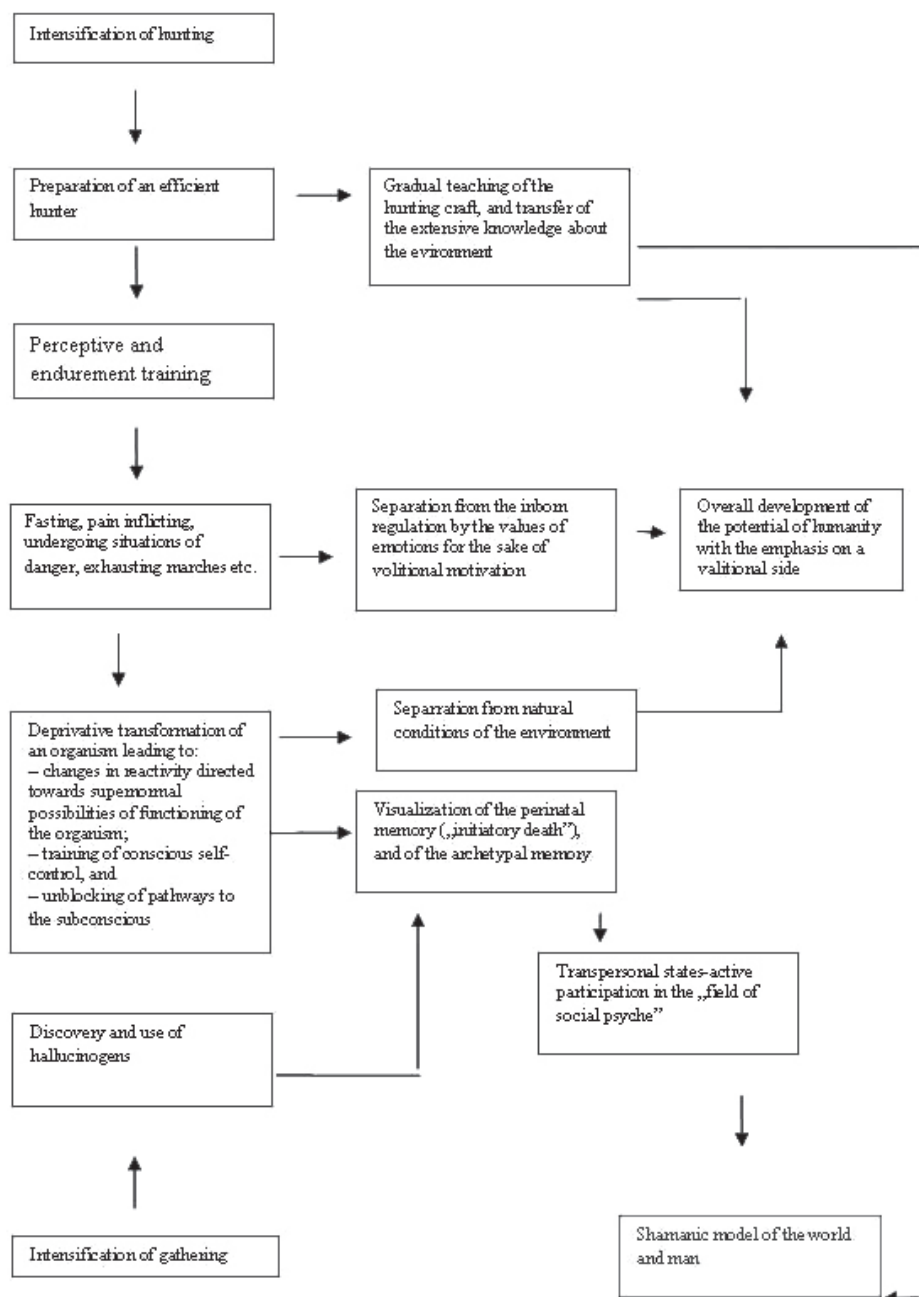 Intensification of hunting
Preparation of an efficient
hunter
Gradual teaching of the
hunting craft, and transfer of
the extensive knowledge about
the evironment
Perceptive and
endurement training
Fasting, pain inflicting,
undergoing situations of
danger, exhausting marches etc.
Separation from the inborn
regulation by the values of
emotions for the sake of
volitional motivation
Overall development of
the potential of humanity
with the emphasis on a
valitional side
Deprivative transformation of
an organism leading to:
– changes in reactivity directed
towards supernormal
possibilities of functioning of
the organism;
– training of conscious self-
control, and
– unblocking of pathways to
the subconscious
Separration from natural
conditions of the environment
Visualization of the perinatal
memory („initiatory death”),
and of the archetypal memory
Transpersonal states-active
participation in the „field of
social psyche”
Discovery and use of
hallucinogens
Intensification of gathering
Shamanic model of the world
and man